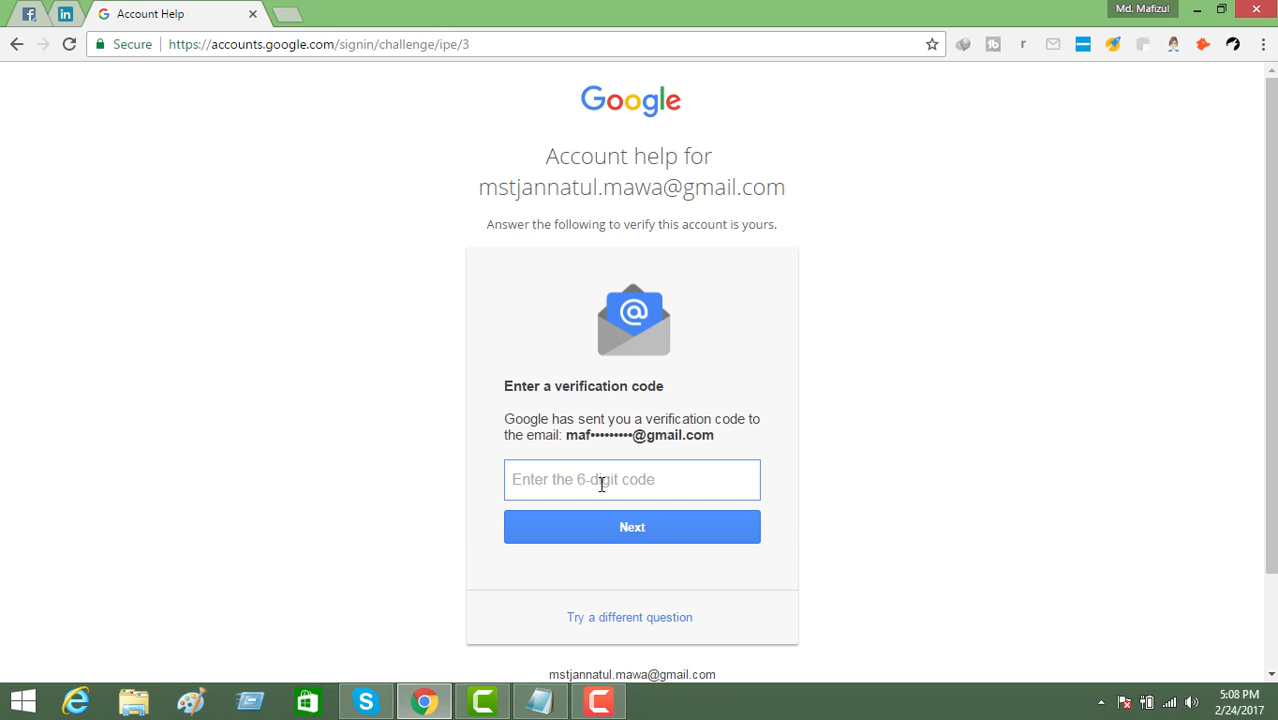 Account Help
Md. Mafizul
Secure
https://accounts.google.com/signin/challenge/ipe/3
Google
Account help for
mstjannatul.mawa@gmail.com
Answer the following to verify this account is yours.
@
Enter a verification code
Google has sent you a verification code to
the email: maf•••••••••@gmail.com
Enter the 6-digit code
Next
Try a different question
mstjannatul.mawa@gmail.com
5:08 PM
2/24/2017